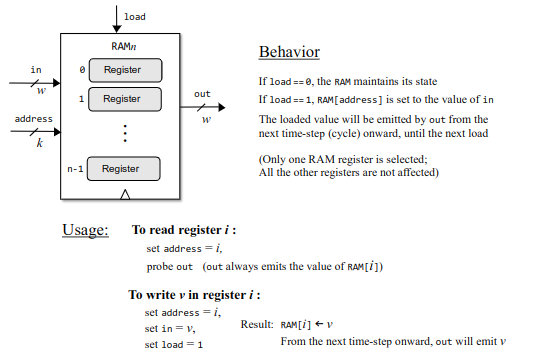 load
RAMn
Behavior
in
w
0 Register
If load == 0, the RAM maintains its state
1 Register
out
w
If load == 1, RAM[address] is set to the value of in
address
k
The loaded value will be emitted by out from the
next time-step (cycle) onward, until the next load
n-1 Register
(Only one RAM register is selected;
All the other registers are not affected)
Usage:
To read register i :
set address = i,
probe out (out always emits the value of RAM[i])
To write v in register i :
set address = i,
set in = v,
set load = 1
Result: RAM[i] ← v
From the next time-step onward, out will emit v